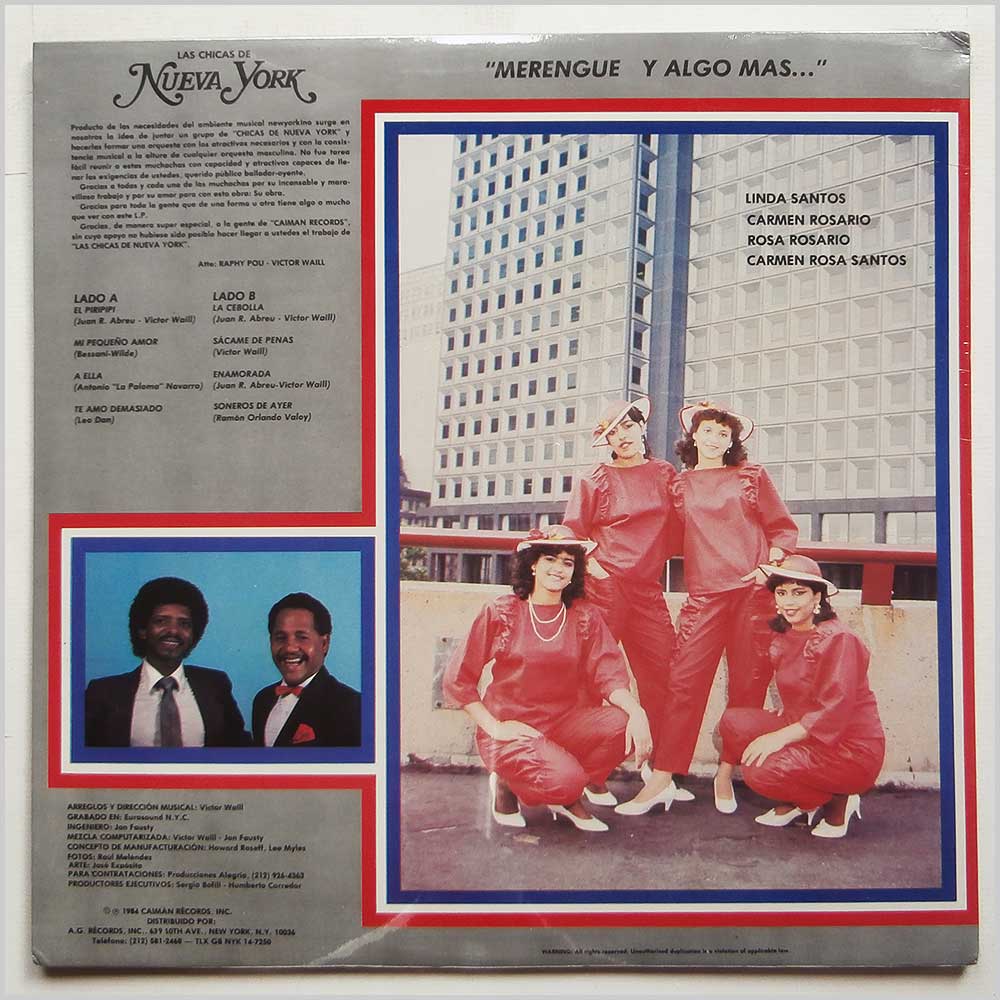 LAS CHICAS DE
NUEVA YORK
"MERENGUE Y ALGO MAS..."
Producto de las necesidades del ambiente musical newyorkino surge en
nosotros la idea de juntar un grupo de "CHICAS DE NUEVA YORK" y
hacerlas formar una orquesta con los atractivos necesarios y con la consis-
tencia musical a la altura de cualquier orquesta masculina. No fue tarea
fácil reunir a estas muchachas con capacidad y atractivos capaces de lle-
nar las exigencias de ustedes, querido público bailador-oyente.
Gracias a todas y cada una de las muchachas por su incansable y mara-
villoso trabajo y por su amor para con esta obra: Su obra.
Gracias para toda la gente que de una forma u otra tiene algo o mucho
que ver con este L.P.
Gracias, de manera super especial, a la gente de "CAIMAN RECORDS",
sin cuyo apoyo no hubiese sido posible hacer llegar a ustedes el trabajo de
"LAS CHICAS DE NUEVA YORK".
Atte: RAPHY POLI - VICTOR WAILL
LADO A
EL PIRIPIPI
(Juan R. Abreu - Victor Waill)
MI PEQUEÑO AMOR
(Bessani-Wilde)
A ELLA
(Antonio "La Paloma" Navarro)
TE AMO DEMASIADO
(Leo Dan)
LADO B
LA CEBOLLA
(Juan R. Abreu - Victor Waill)
SÁCAME DE PENAS
(Victor Waill)
ENAMORADA
(Juan R. Abreu-Victor Waill)
SONEROS DE AYER
(Ramón Orlando Valoy)
LINDA SANTOS
CARMEN ROSARIO
ROSA ROSARIO
CARMEN ROSA SANTOS
ARREGLOS Y DIRECCIÓN MUSICAL: Victor Waill
GRABADO EN: Eurosound N.Y.C.
INGENIERO: Jon Fausty
MEZCLA COMPUTARIZADA: Victor Waill - Jon Fausty
CONCEPTO DE MANUFACTURACIÓN: Howard Roseff, Lee Myles
FOTOS: Raúl Meléndez
ARTE: José Expósito
PARA CONTRATACIONES: Producciones Alegría, (212) 926-4363
PRODUCTORES EJECUTIVOS: Sergio Bofill - Humberto Corredor
© ℗ 1984 CAIMÁN RÉCORDS, INC.
DISTRIBUIDO POR:
A.G. RÉCORDS, INC., 639 10TH AVE., NEW YORK, N.Y. 10036
Teléfono: (212) 581-2468 — TLX GB NYK 14-7250
WARNING: All rights reserved. Unauthorized duplication is a violation of applicable law.